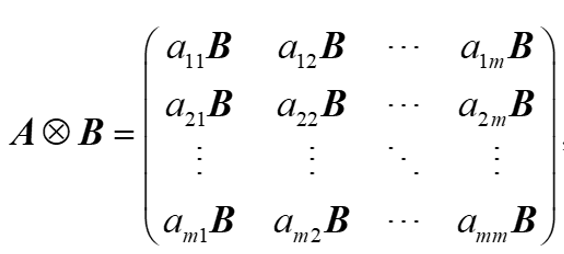 a₁₁B a₁₂B ⋯ a₁ₘB
a₂₁B a₂₂B ⋯ a₂ₘB
A ⊗ B = ( ⋮ ⋮ ⋱ ⋮ ),
aₘ₁B aₘ₂B ⋯ aₘₘB